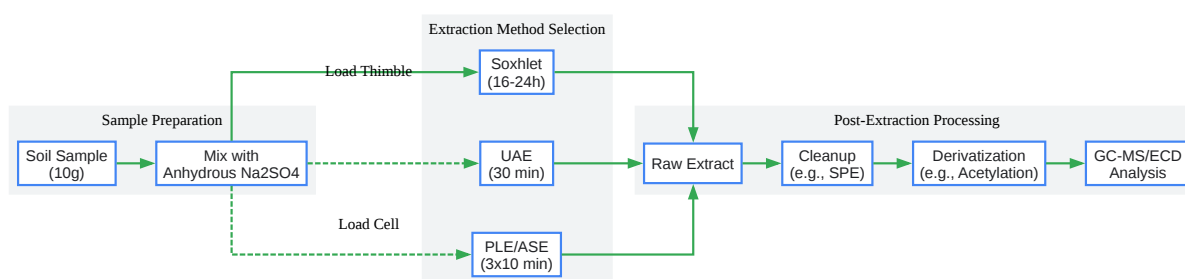 Extraction Method Selection
Soxhlet
(16-24h)
Load Thimble
Sample Preparation
Post-Extraction Processing
Soil Sample
(10g)
Mix with
Anhydrous Na2SO4
UAE
(30 min)
Raw Extract
Cleanup
(e.g., SPE)
Derivatization
(e.g., Acetylation)
GC-MS/ECD
Analysis
Load Cell
PLE/ASE
(3x10 min)